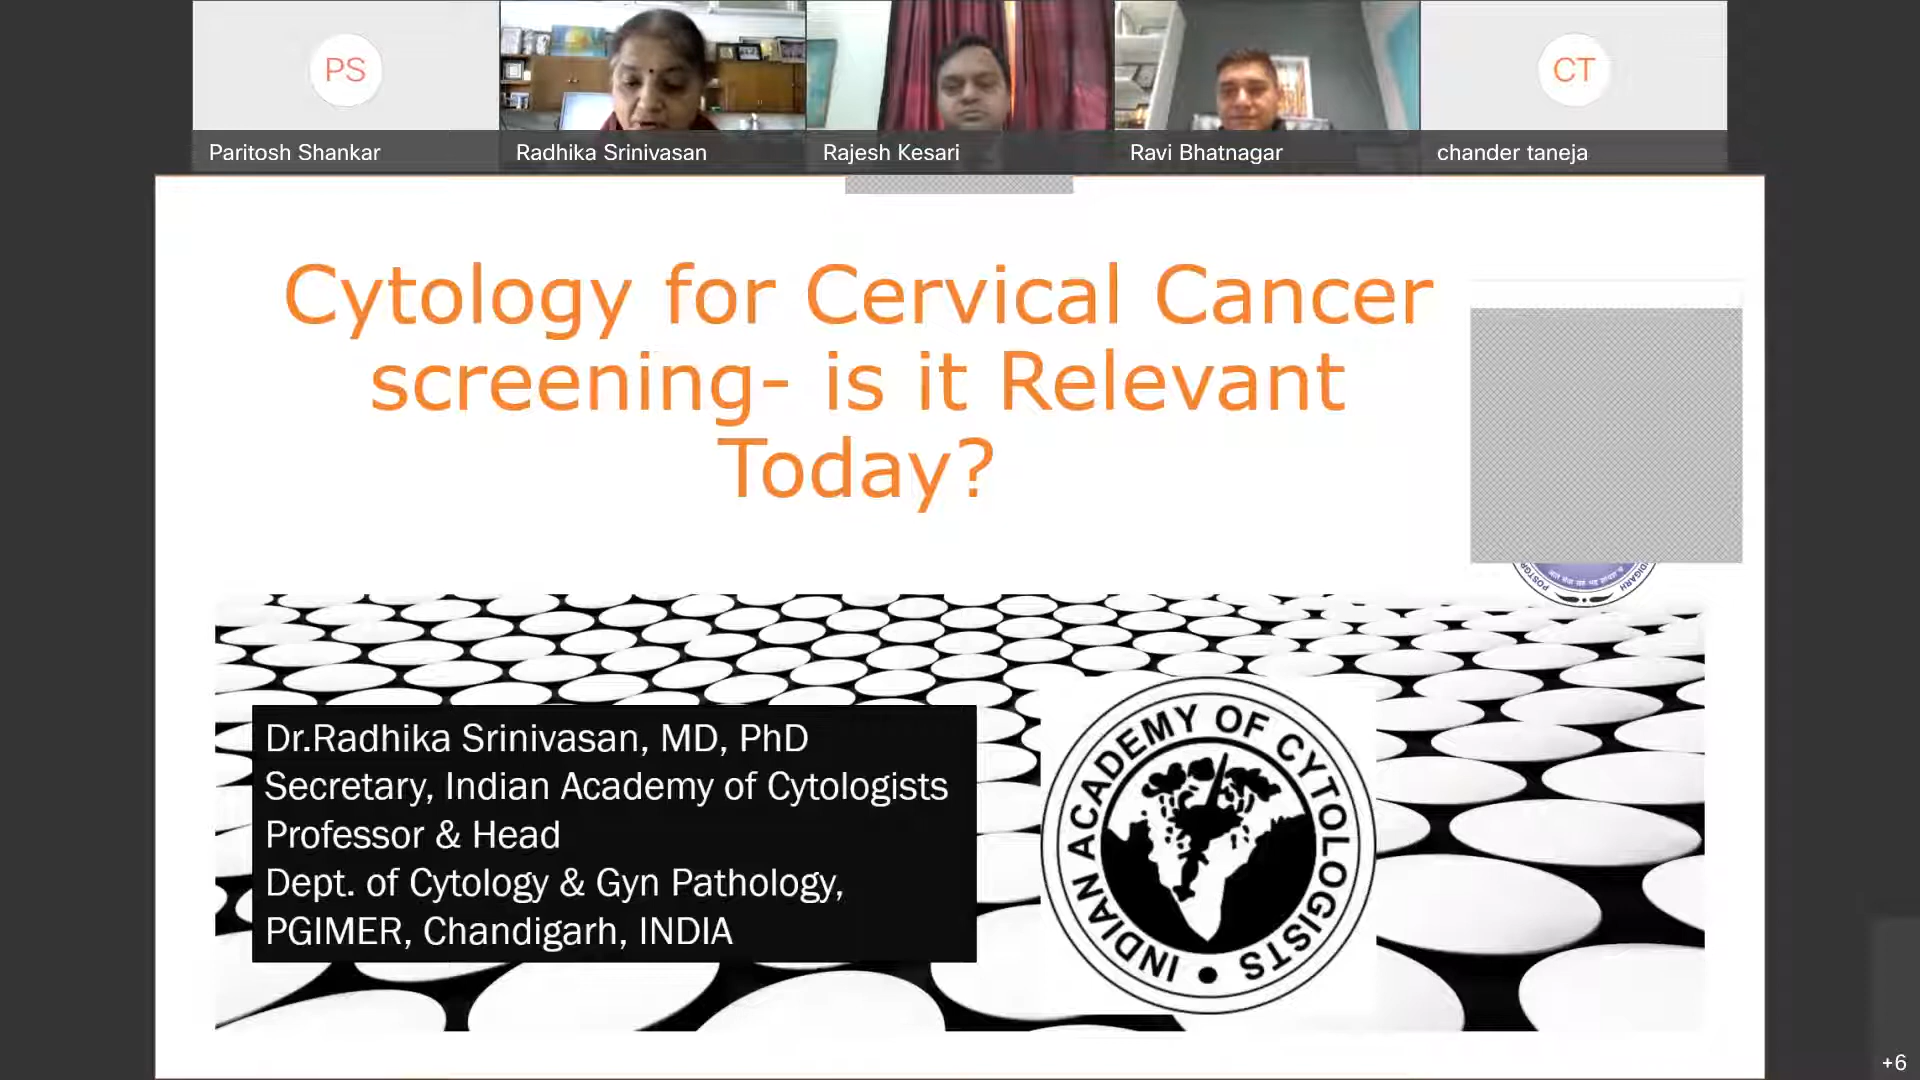 PS
CT
Paritosh Shankar
Radhika Srinivasan
Rajesh Kesari
Ravi Bhatnagar
chander taneja
Cytology for Cervical Cancer
screening- is it Relevant
Today?
Dr.Radhika Srinivasan, MD, PhD
Secretary, Indian Academy of Cytologists
Professor & Head
Dept. of Cytology & Gyn Pathology,
PGIMER, Chandigarh, INDIA
INDIAN ACADEMY OF CYTOLOGISTS
+6